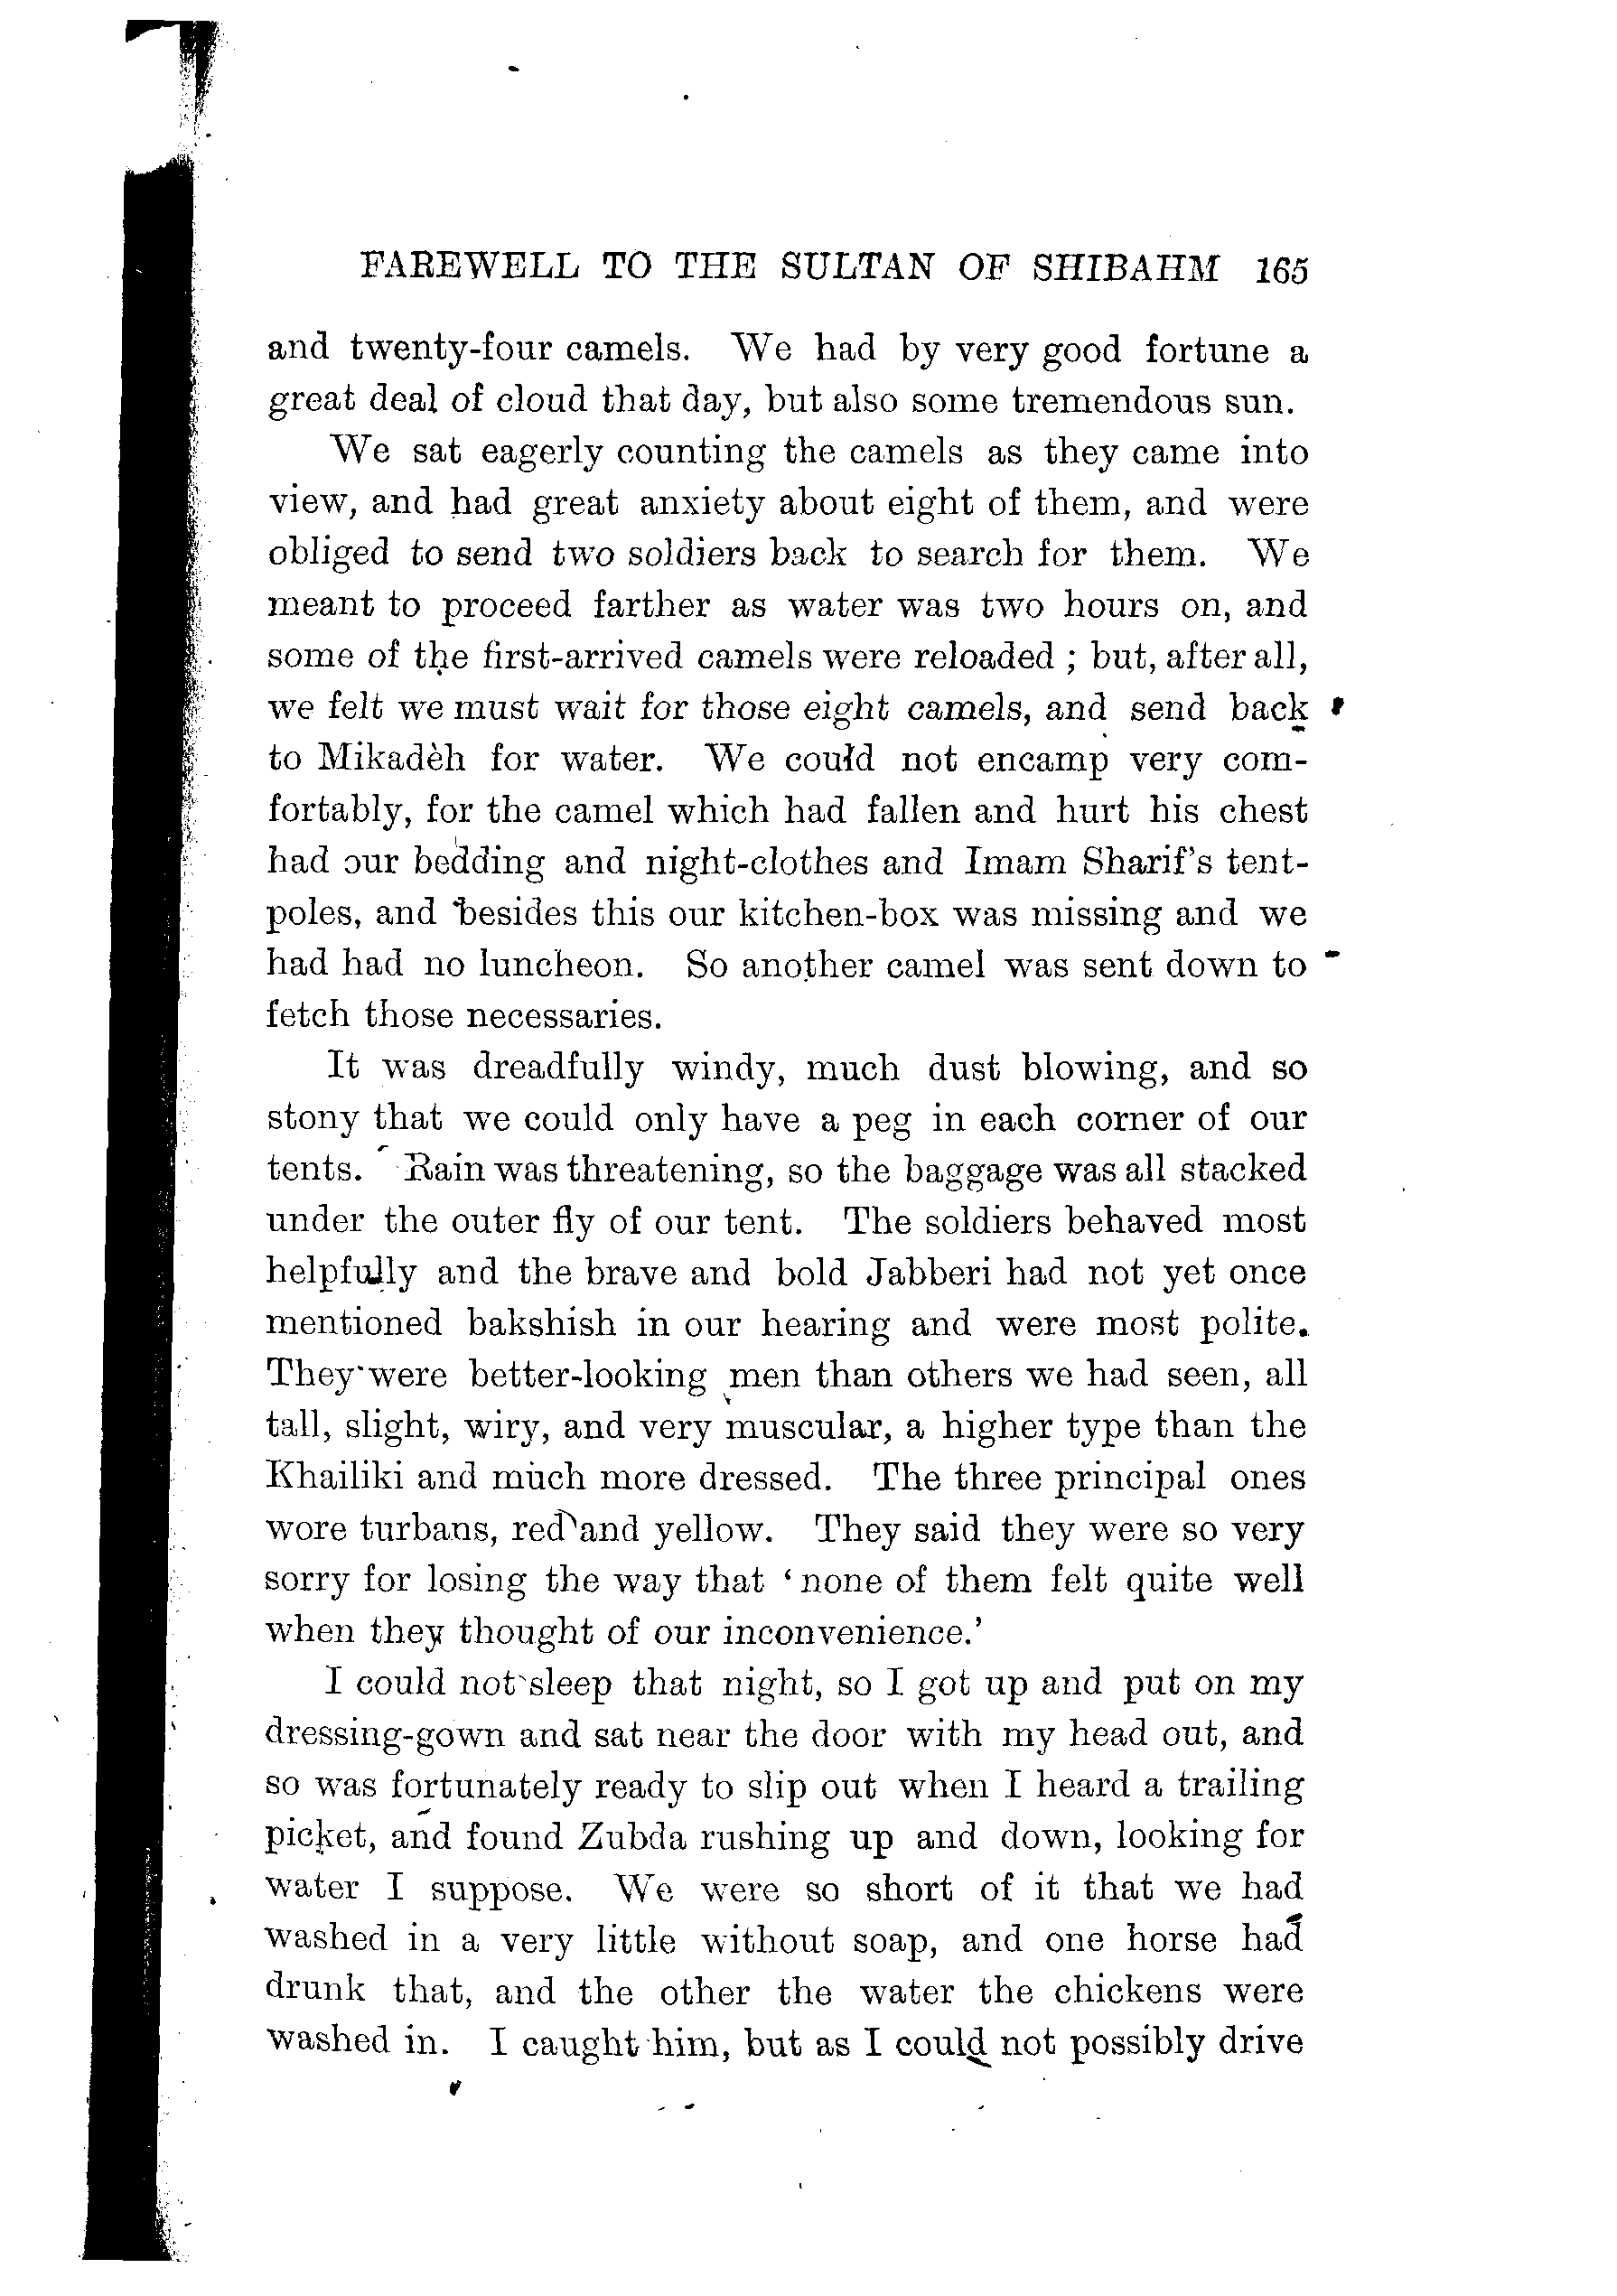 FAREWELL TO THE SULTAN OF SHIBAHM 165
and twenty-four camels. We had by very good fortune a
great deal of cloud that day, but also some tremendous sun.
We sat eagerly counting the camels as they came into
view, and had great anxiety about eight of them, and were
obliged to send two soldiers back to search for them. We
meant to proceed farther as water was two hours on, and
some of the first-arrived camels were reloaded ; but, after all,
we felt we must wait for those eight camels, and send back
to Mikadèh for water. We could not encamp very com-
fortably, for the camel which had fallen and hurt his chest
had our bedding and night-clothes and Imam Sharif's tent-
poles, and besides this our kitchen-box was missing and we
had had no luncheon. So another camel was sent down to
fetch those necessaries.
It was dreadfully windy, much dust blowing, and so
stony that we could only have a peg in each corner of our
tents. Rain was threatening, so the baggage was all stacked
under the outer fly of our tent. The soldiers behaved most
helpfully and the brave and bold Jabberi had not yet once
mentioned bakshish in our hearing and were most polite.
They were better-looking men than others we had seen, all
tall, slight, wiry, and very muscular, a higher type than the
Khailiki and much more dressed. The three principal ones
wore turbans, red and yellow. They said they were so very
sorry for losing the way that ‘none of them felt quite well
when they thought of our inconvenience.’
I could not sleep that night, so I got up and put on my
dressing-gown and sat near the door with my head out, and
so was fortunately ready to slip out when I heard a trailing
picket, and found Zubda rushing up and down, looking for
water I suppose. We were so short of it that we had
washed in a very little without soap, and one horse had
drunk that, and the other the water the chickens were
washed in. I caught him, but as I could not possibly drive